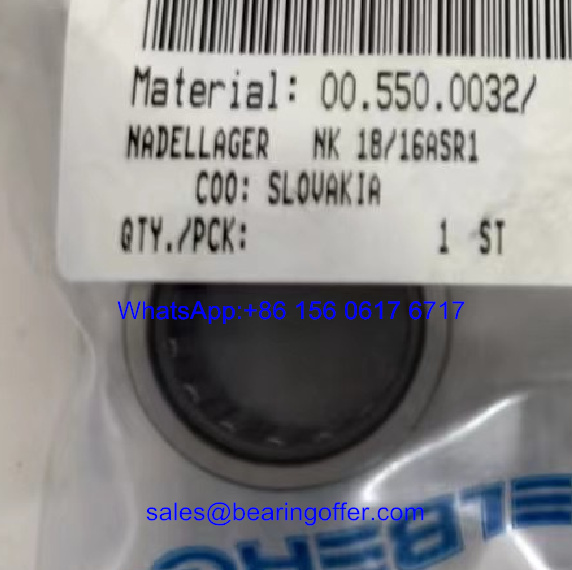 Material: 00.550.0032/
NADELLAGER NK 18/16ASR1
COO: SLOVAKIA
QTY./PCK: 1 ST
WhatsApp:+86 156 0617 6717
sales@bearingoffer.com